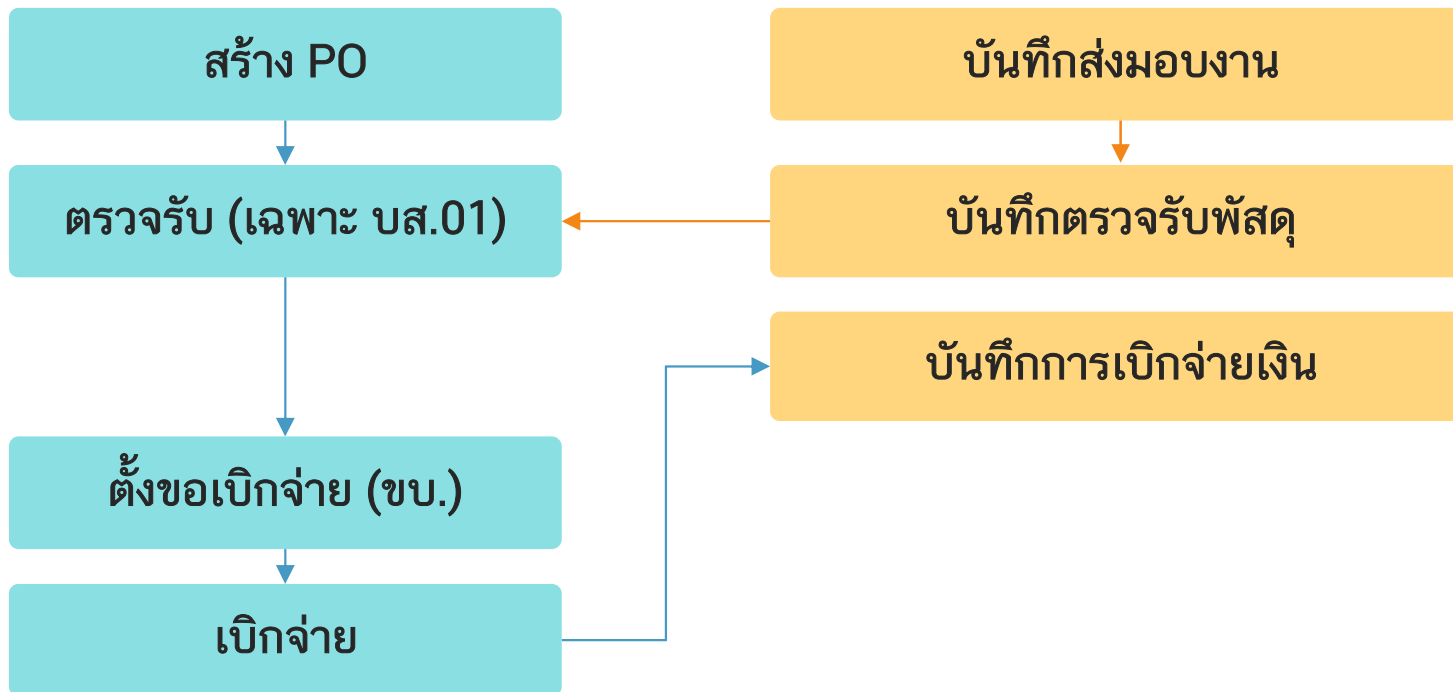 สร้าง PO
บันทึกส่งมอบงาน
ตรวจรับ (เฉพาะ บส.01)
บันทึกตรวจรับพัสดุ
บันทึกการเบิกจ่ายเงิน
ตั้งขอเบิกจ่าย (ขบ.)
เบิกจ่าย